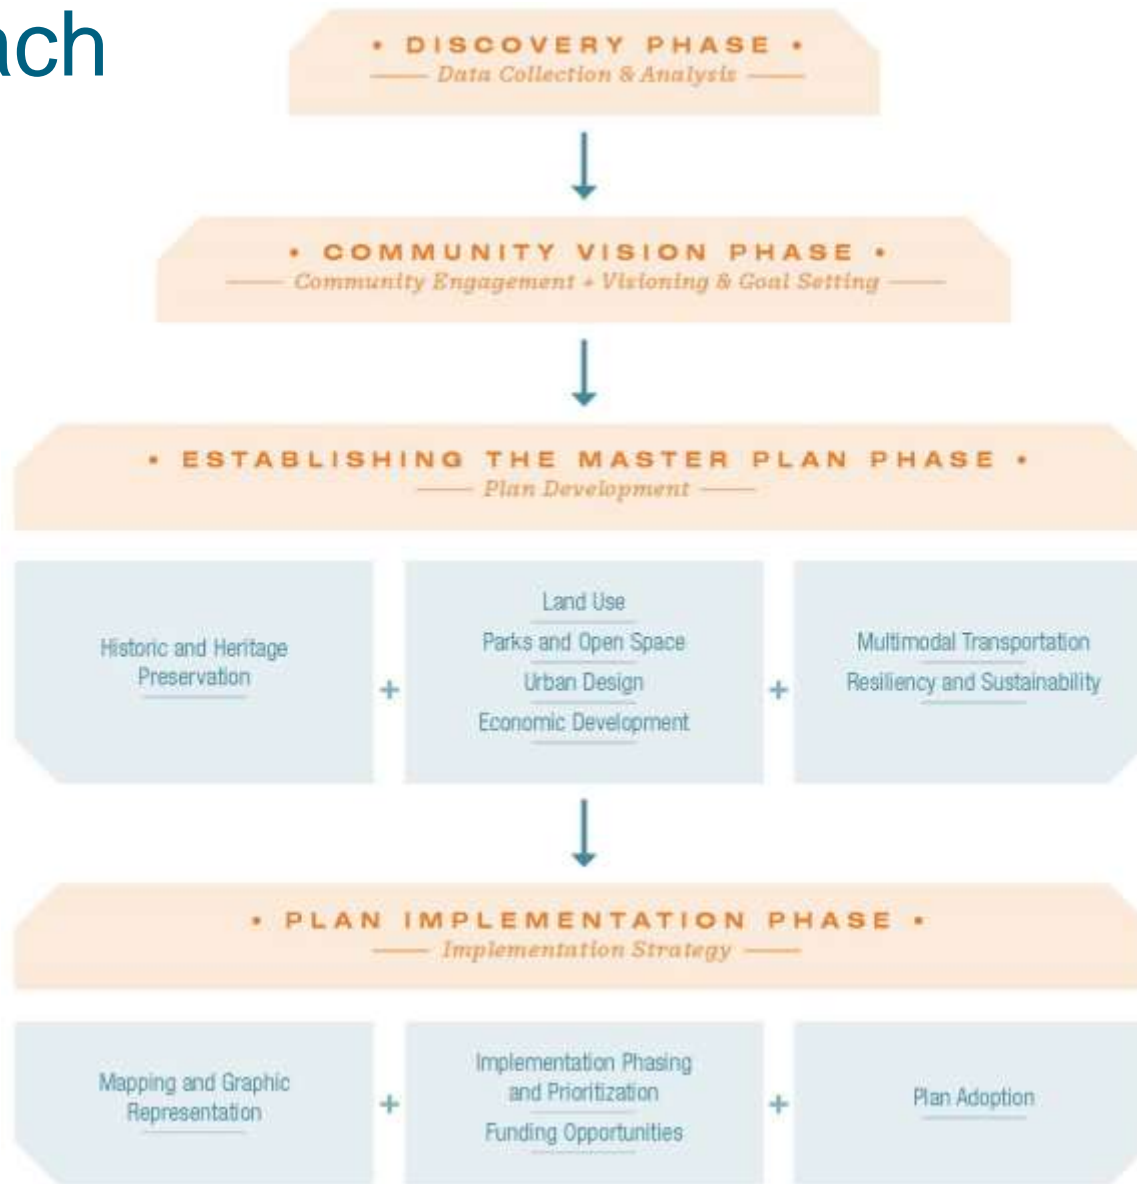 ach
• DISCOVERY PHASE •
Data Collection & Analysis
• COMMUNITY VISION PHASE •
Community Engagement + Visioning & Goal Setting
• ESTABLISHING THE MASTER PLAN PHASE •
Plan Development
Historic and Heritage
Preservation
+
Land Use
Parks and Open Space
Urban Design
Economic Development
+
Multimodal Transportation
Resiliency and Sustainability
• PLAN IMPLEMENTATION PHASE •
Implementation Strategy
Mapping and Graphic
Representation
+
Implementation Phasing
and Prioritization
Funding Opportunities
+
Plan Adoption